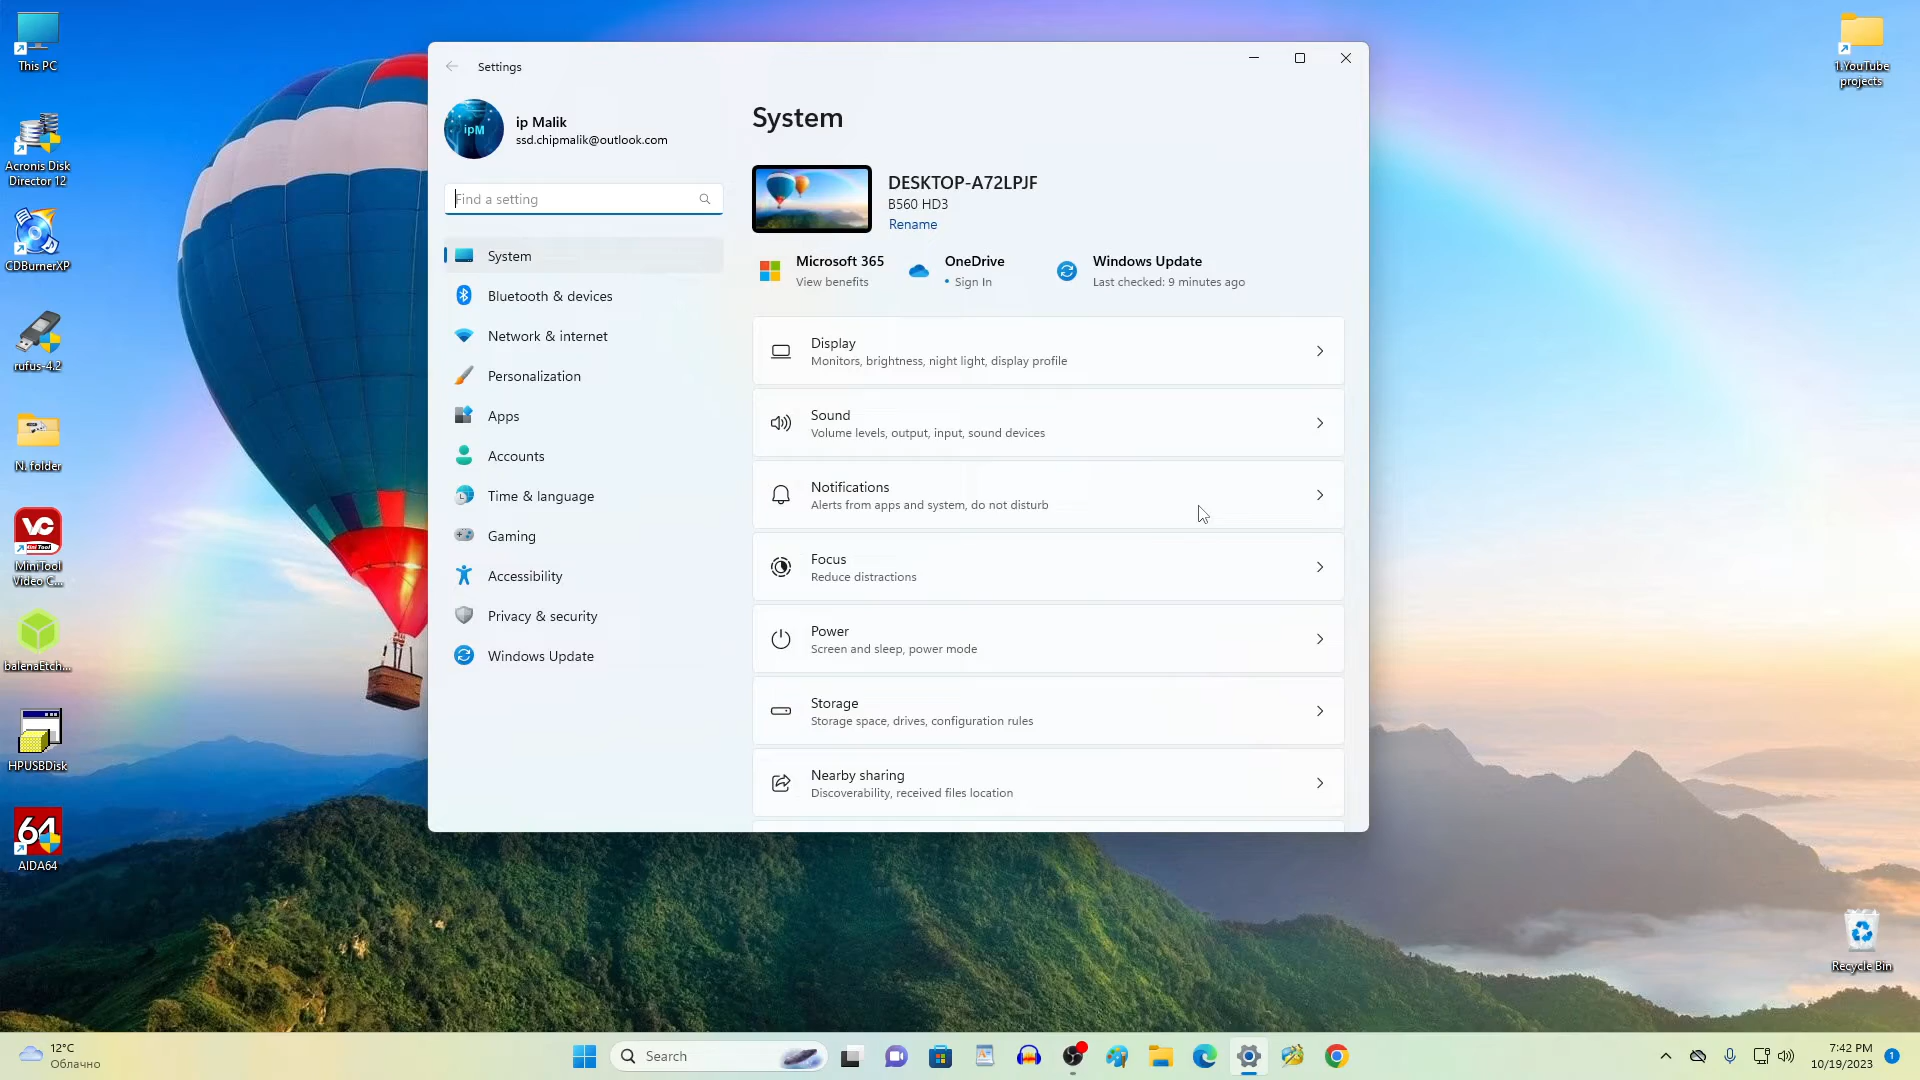 This PC
Acronis Disk
Director 12
CDBurnerXP
rufus-4.2
N. folder
VC
MiniTool
Video C...
balenaEtch...
HPUSBDisk
64
AIDA64
Settings
ipM
ip Malik
ssd.chipmalik@outlook.com
Find a setting
System
Bluetooth & devices
Network & internet
Personalization
Apps
Accounts
Time & language
Gaming
Accessibility
Privacy & security
Windows Update
System
DESKTOP-A72LPJF
B560 HD3
Rename
Microsoft 365
View benefits
OneDrive
• Sign In
Windows Update
Last checked: 9 minutes ago
Display
Monitors, brightness, night light, display profile
Sound
Volume levels, output, input, sound devices
Notifications
Alerts from apps and system, do not disturb
Focus
Reduce distractions
Power
Screen and sleep, power mode
Storage
Storage space, drives, configuration rules
Nearby sharing
Discoverability, received files location
1.YouTube
projects
Recycle Bin
12°C
Облачно
Search
7:42 PM
10/19/2023
1